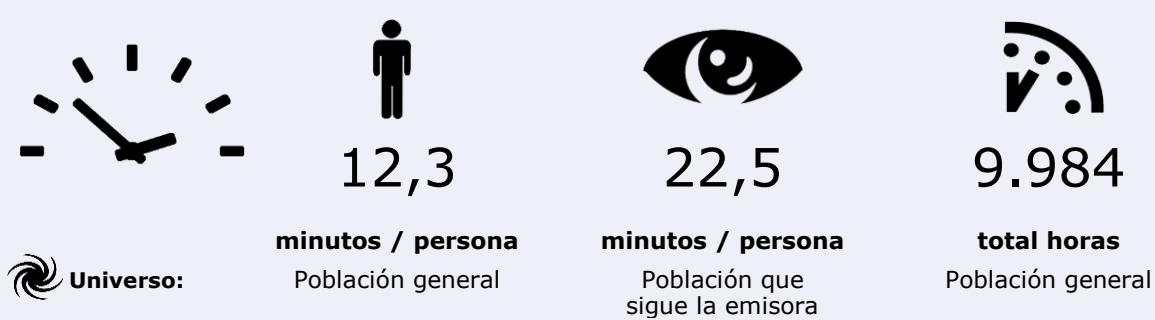 12,3
22,5
9.984
minutos / persona
minutos / persona
total horas
Universo:
Población general
Población que
sigue la emisora
Población general